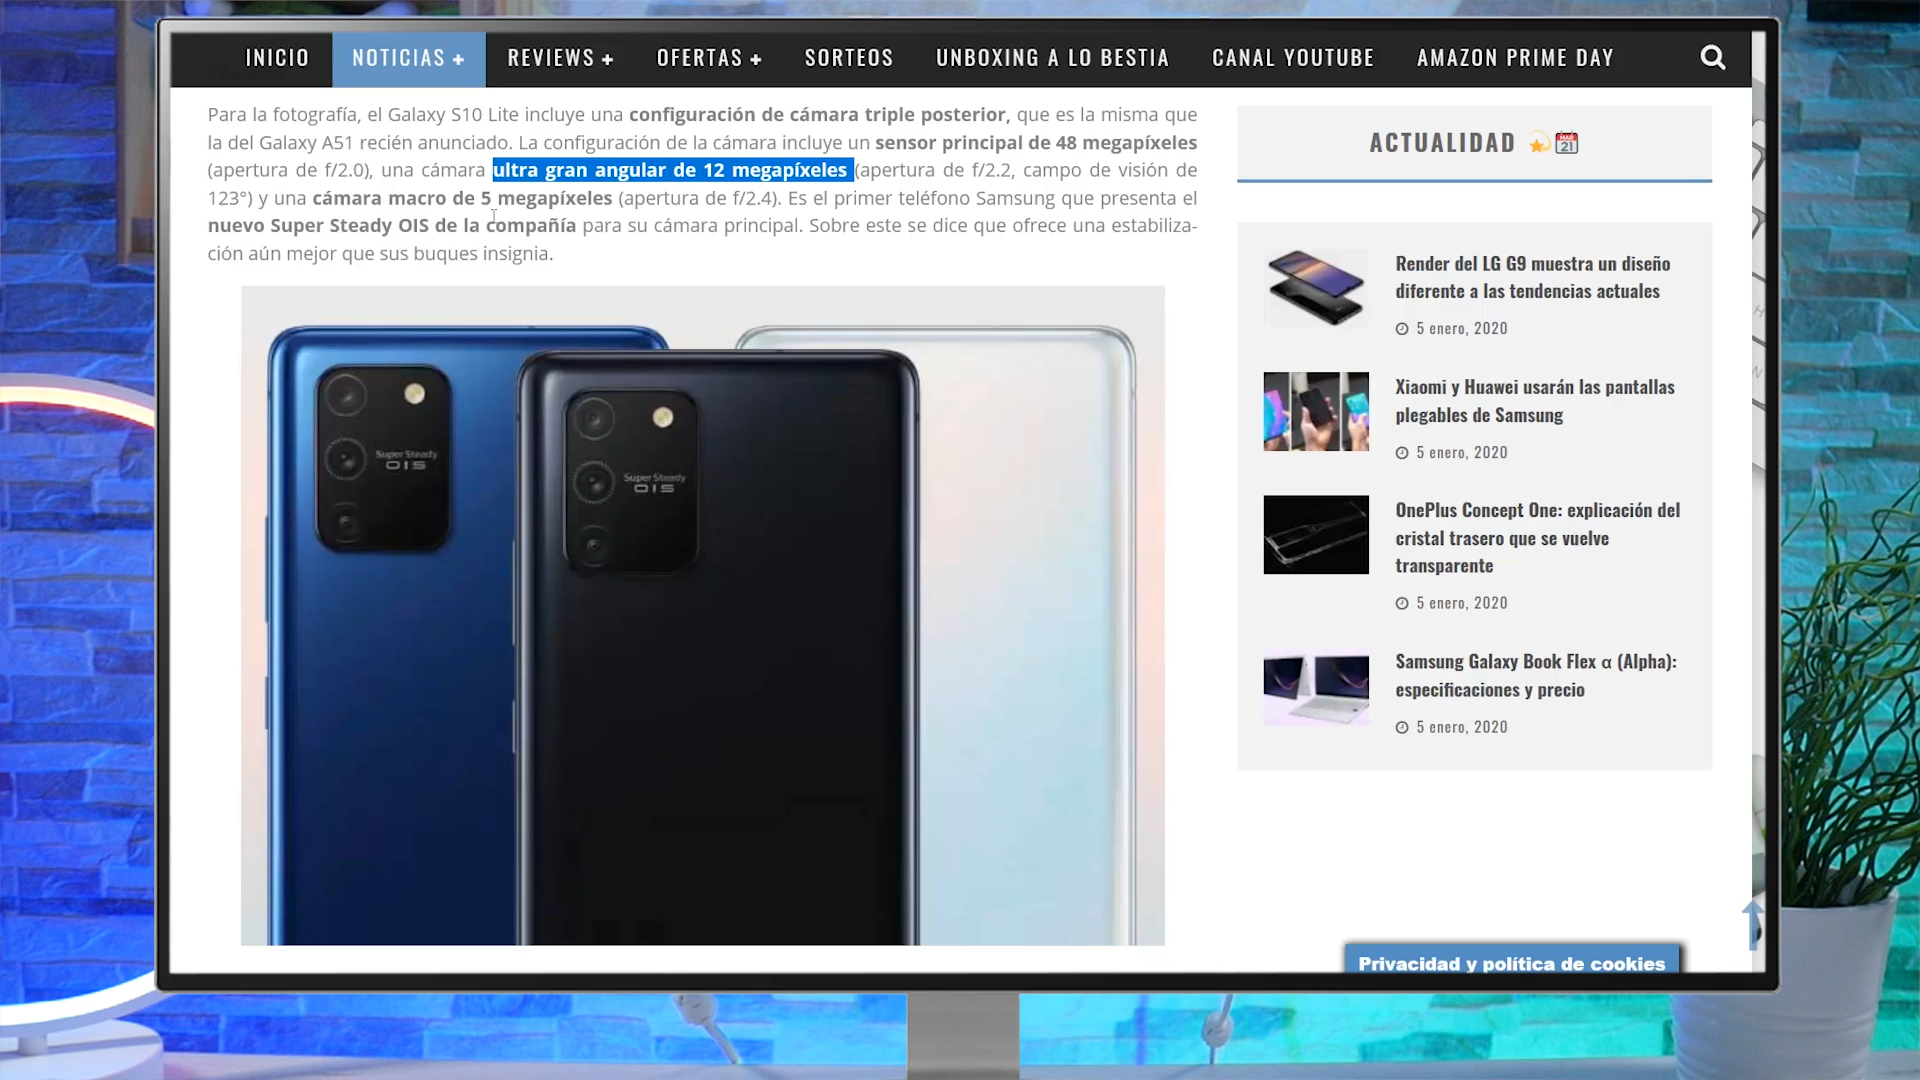 INICIO NOTICIAS + REVIEWS + OFERTAS + SORTEOS UNBOXING A LO BESTIA CANAL YOUTUBE AMAZON PRIME DAY
Para la fotografía, el Galaxy S10 Lite incluye una configuración de cámara triple posterior, que es la misma que
la del Galaxy A51 recién anunciado. La configuración de la cámara incluye un sensor principal de 48 megapíxeles
(apertura de f/2.0), una cámara ultra gran angular de 12 megapíxeles (apertura de f/2.2, campo de visión de
123°) y una cámara macro de 5 megapíxeles (apertura de f/2.4). Es el primer teléfono Samsung que presenta el
nuevo Super Steady OIS de la compañía para su cámara principal. Sobre este se dice que ofrece una estabiliza-
ción aún mejor que sus buques insignia.
Super Steady
OIS
Super Steady
OIS
ACTUALIDAD
MAR
21
Render del LG G9 muestra un diseño
diferente a las tendencias actuales
5 enero, 2020
Xiaomi y Huawei usarán las pantallas
plegables de Samsung
5 enero, 2020
OnePlus Concept One: explicación del
cristal trasero que se vuelve
transparente
5 enero, 2020
Samsung Galaxy Book Flex α (Alpha):
especificaciones y precio
5 enero, 2020
Privacidad y política de cookies